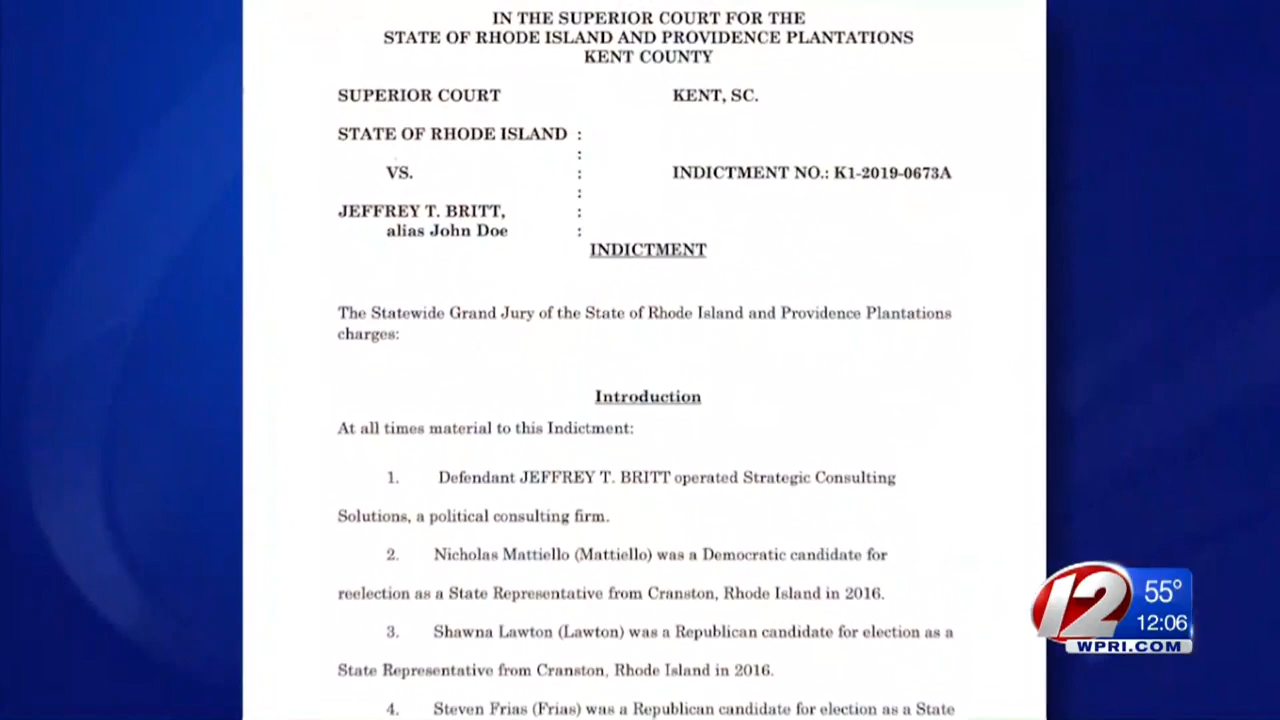 IN THE SUPERIOR COURT FOR THE
STATE OF RHODE ISLAND AND PROVIDENCE PLANTATIONS
KENT COUNTY
SUPERIOR COURT KENT, SC.
STATE OF RHODE ISLAND :
:
VS. : INDICTMENT NO.: K1-2019-0673A
:
JEFFREY T. BRITT, :
alias John Doe :
INDICTMENT
The Statewide Grand Jury of the State of Rhode Island and Providence Plantations
charges:
Introduction
At all times material to this Indictment:
1. Defendant JEFFREY T. BRITT operated Strategic Consulting
Solutions, a political consulting firm.
2. Nicholas Mattiello (Mattiello) was a Democratic candidate for
reelection as a State Representative from Cranston, Rhode Island in 2016.
3. Shawna Lawton (Lawton) was a Republican candidate for election as a
State Representative from Cranston, Rhode Island in 2016.
4. Steven Frias (Frias) was a Republican candidate for election as a State
12 55°
12:06
WPRI.COM